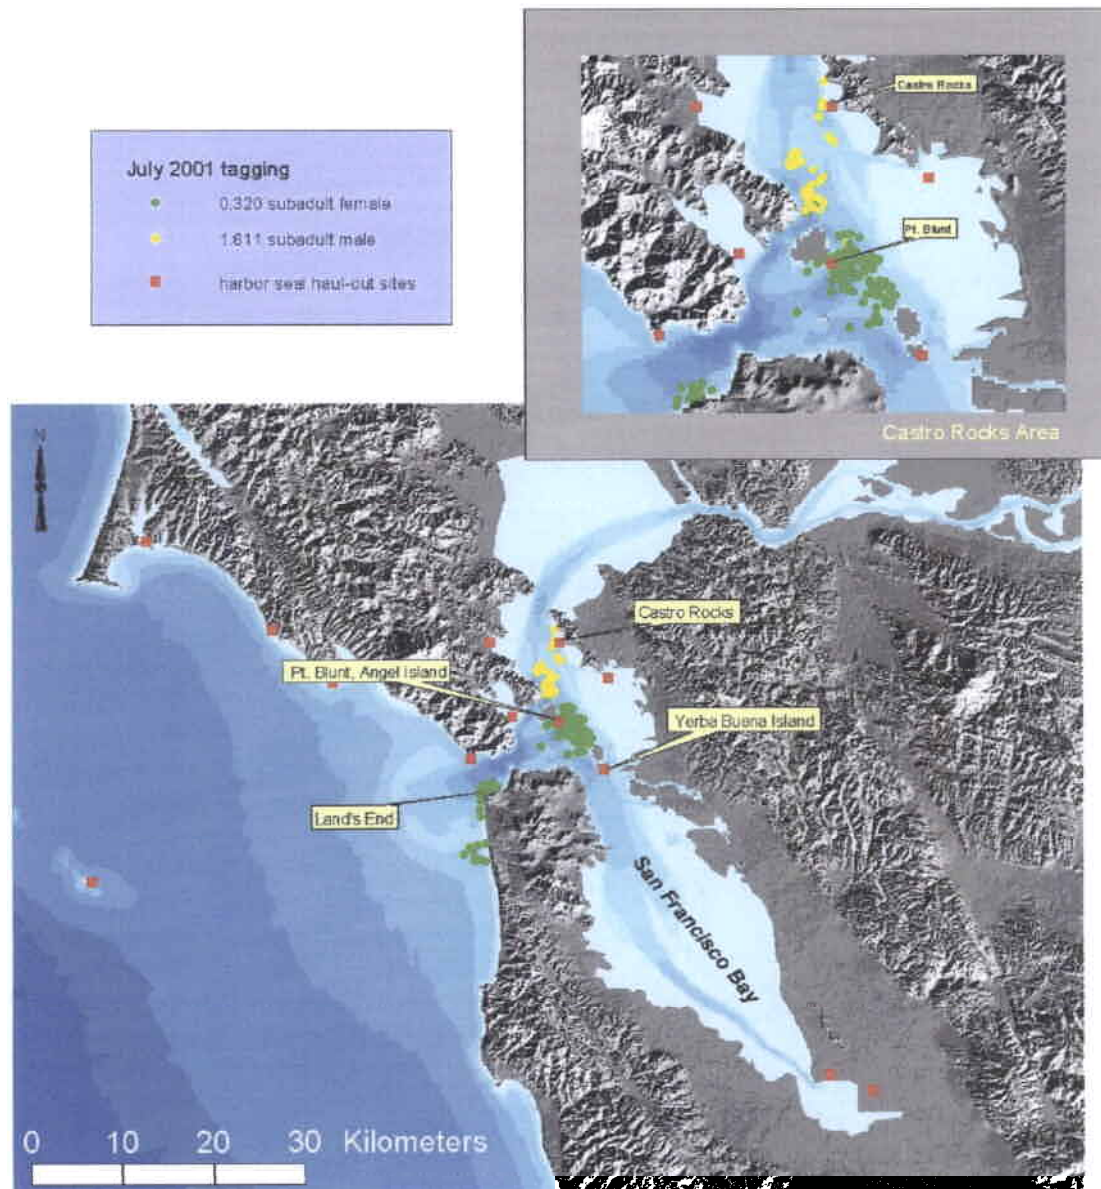 Castro Rocks
Pt. Blunt
Castro Rocks Area
July 2001 tagging
0.320 subadult female
1.611 subadult male
harbor seal haul-out sites
N
Castro Rocks
Pt. Blunt, Angel Island
Yerba Buena Island
Land's End
San Francisco Bay
0 10 20 30 Kilometers